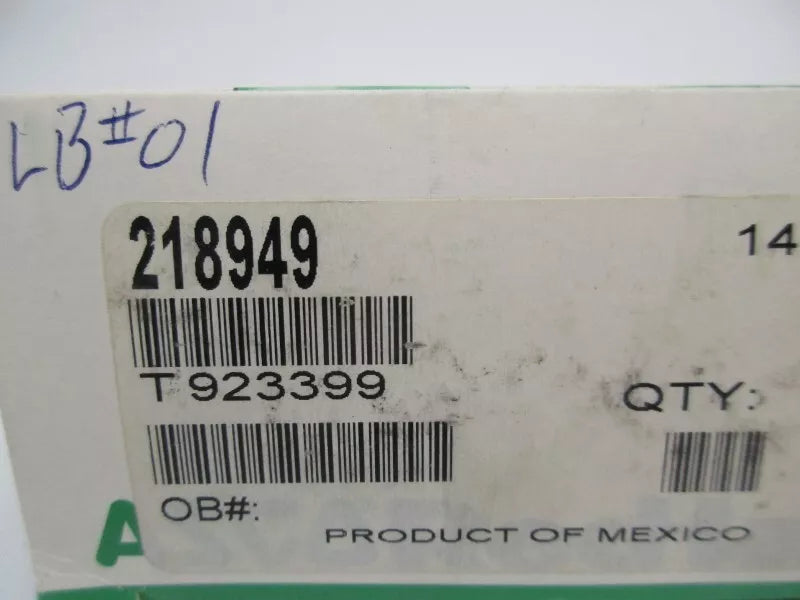 LB#01
218949
14
T 923399
QTY:
OB#:
A
PRODUCT OF MEXICO